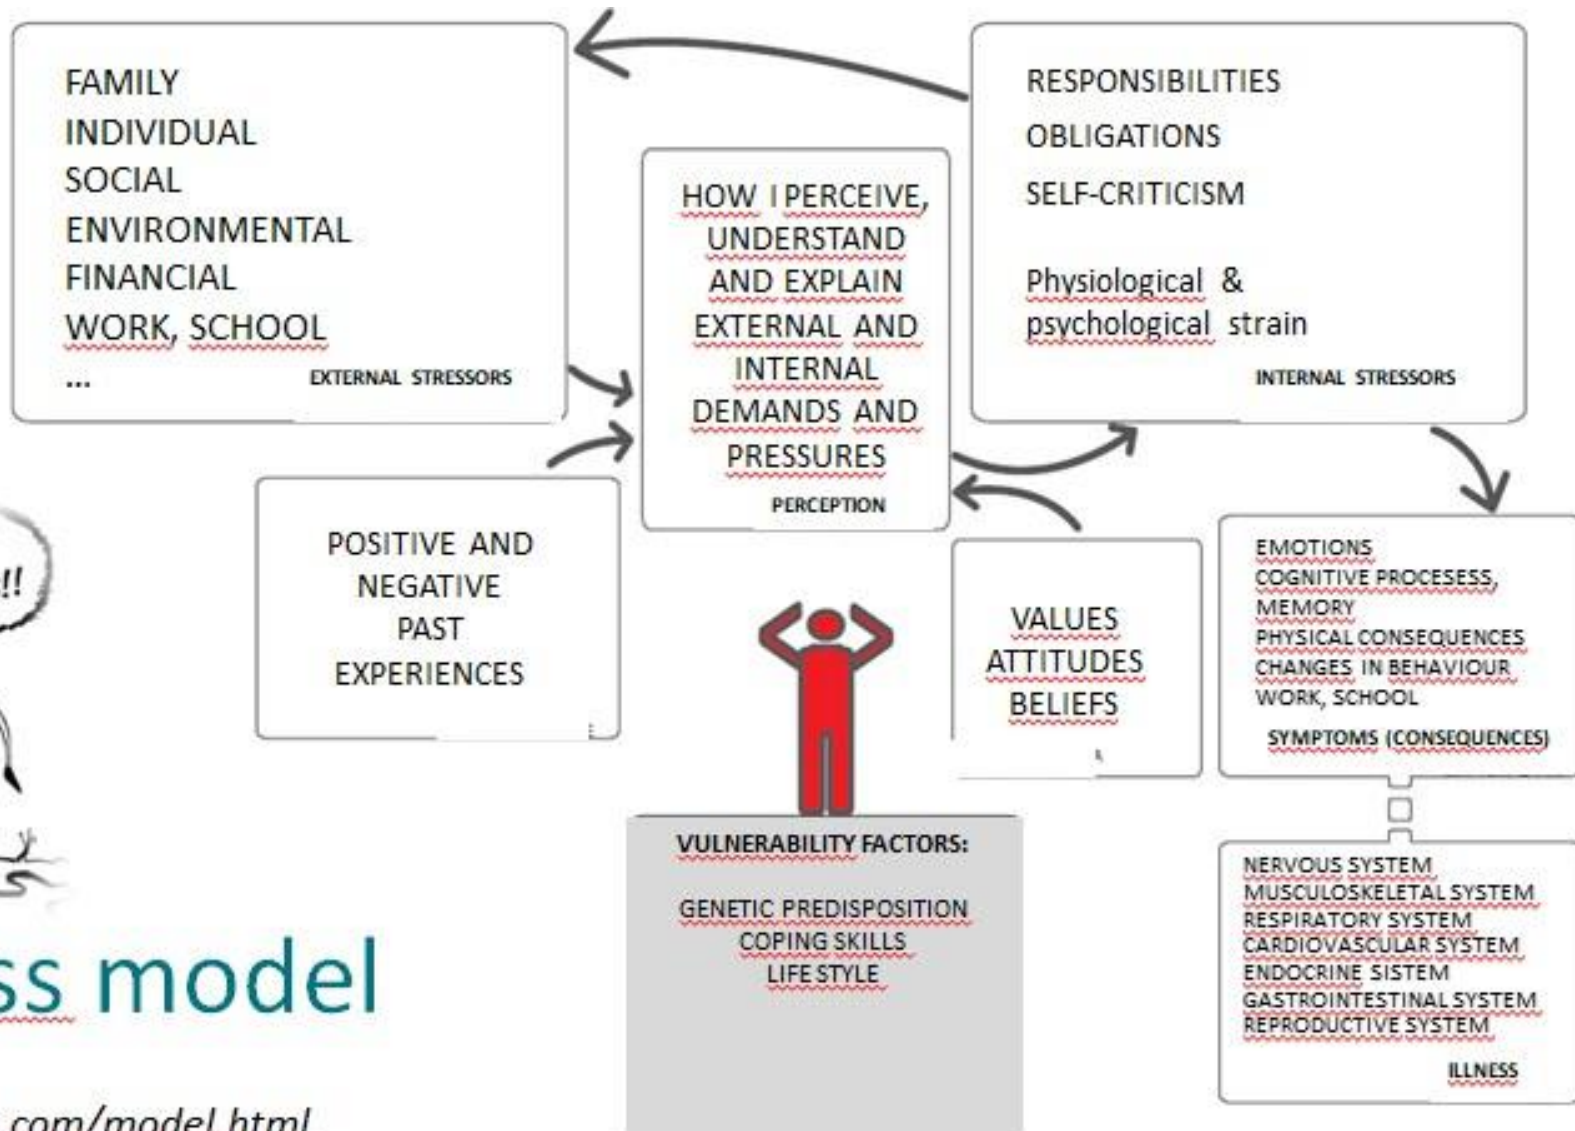 FAMILY
INDIVIDUAL
SOCIAL
ENVIRONMENTAL
FINANCIAL
WORK, SCHOOL
...
EXTERNAL STRESSORS
HOW I PERCEIVE,
UNDERSTAND
AND EXPLAIN
EXTERNAL AND
INTERNAL
DEMANDS AND
PRESSURES
PERCEPTION
RESPONSIBILITIES
OBLIGATIONS
SELF-CRITICISM
Physiological &
psychological strain
INTERNAL STRESSORS
POSITIVE AND
NEGATIVE
PAST
EXPERIENCES
VALUES
ATTITUDES
BELIEFS
EMOTIONS
COGNITIVE PROCESESS,
MEMORY
PHYSICAL CONSEQUENCES
CHANGES IN BEHAVIOUR
WORK, SCHOOL
SYMPTOMS (CONSEQUENCES)
!!
VULNERABILITY FACTORS:
GENETIC PREDISPOSITION
COPING SKILLS
LIFE STYLE
NERVOUS SYSTEM
MUSCULOSKELETAL SYSTEM
RESPIRATORY SYSTEM
CARDIOVASCULAR SYSTEM
ENDOCRINE SISTEM
GASTROINTESTINAL SYSTEM
REPRODUCTIVE SYSTEM
ILLNESS
ss model
com/model.html